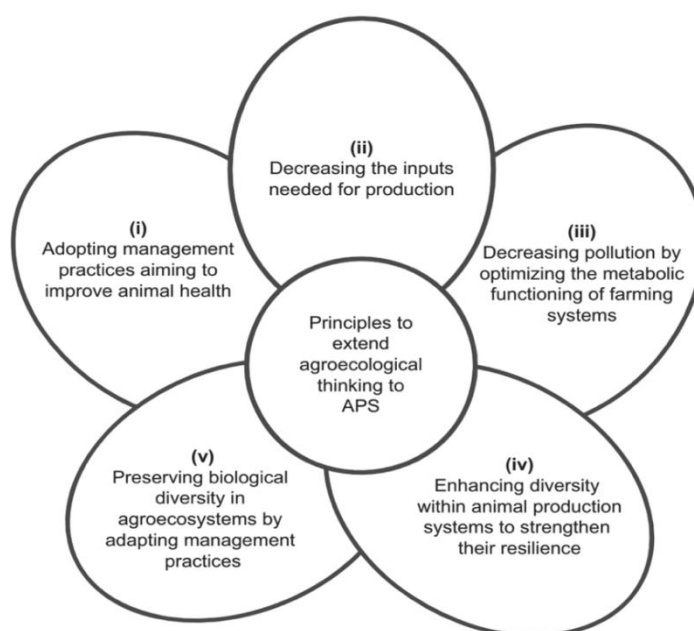 (i)
Adopting management
practices aiming to
improve animal health
(ii)
Decreasing the inputs
needed for production
(iii)
Decreasing pollution by
optimizing the metabolic
functioning of farming
systems
(iv)
Enhancing diversity
within animal production
systems to strengthen
their resilience
(v)
Preserving biological
diversity in
agroecosystems by
adapting management
practices
Principles to
extend
agroecological
thinking to
APS